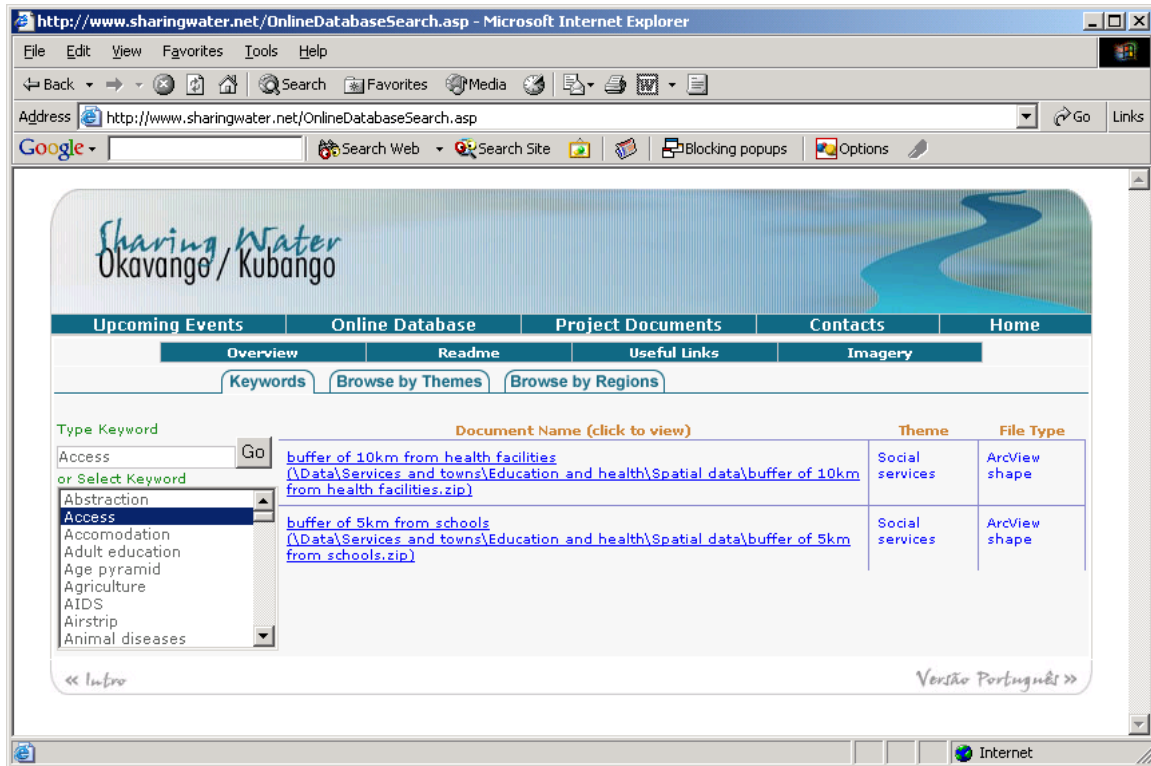 http://www.sharingwater.net/OnlineDatabaseSearch.asp - Microsoft Internet Explorer
File Edit View Favorites Tools Help
Back Search Favorites Media
Address http://www.sharingwater.net/OnlineDatabaseSearch.asp Go Links
Google Search Web Search Site Blocking popups Options
Sharing Water
Okavango / Kubango
Upcoming Events Online Database Project Documents Contacts Home
Overview Readme Useful Links Imagery
Keywords Browse by Themes Browse by Regions
Type Keyword
Access Go
or Select Keyword
Abstraction
Access
Accomodation
Adult education
Age pyramid
Agriculture
AIDS
Airstrip
Animal diseases
Document Name (click to view) Theme File Type
buffer of 10km from health facilities
(\Data\Services and towns\Education and health\Spatial data\buffer of 10km
from health facilities.zip)
Social
services
ArcView
shape
buffer of 5km from schools
(\Data\Services and towns\Education and health\Spatial data\buffer of 5km
from schools.zip)
Social
services
ArcView
shape
« Intro Versão Português »
Internet